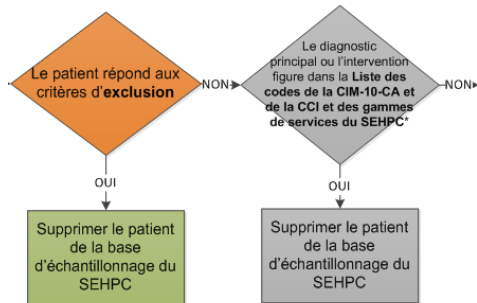 Le patient répond aux
critères d'exclusion
NON
Le diagnostic
principal ou l'intervention
figure dans la Liste des
codes de la CIM-10-CA et
de la CCI et des gammes
de services du SEHPC*
NON
OUI
OUI
Supprimer le patient
de la base
d'échantillonnage du
SEHPC
Supprimer le patient
de la base
d'échantillonnage du
SEHPC